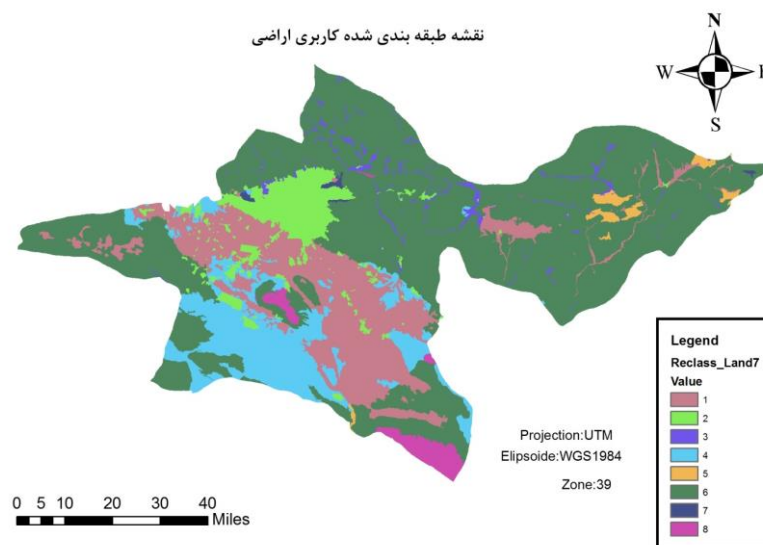 نقشه طبقه بندی شده کاربری اراضی
N
W
E
S
Legend
Reclass_Land7
Value
1
2
3
4
5
6
7
8
Projection:UTM
Elipsoide:WGS1984
Zone:39
0 5 10 20 30 40
Miles